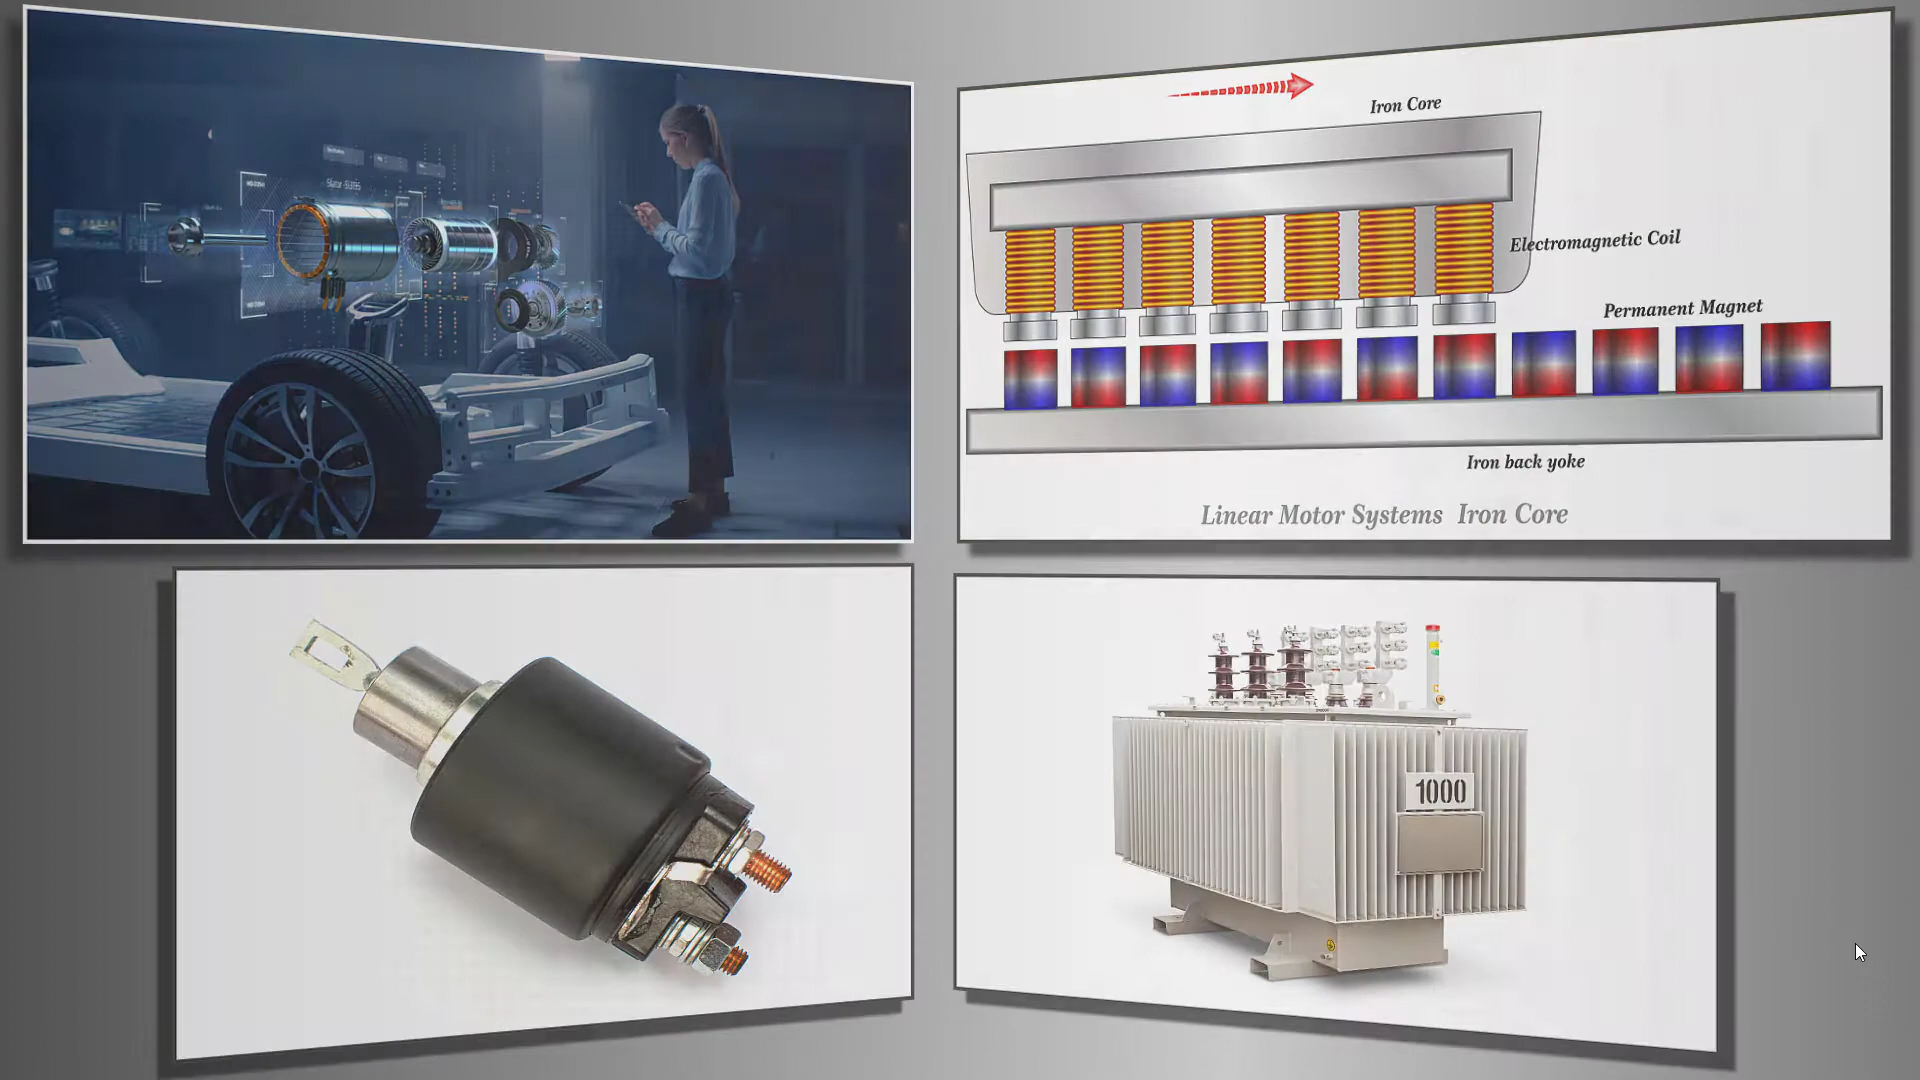 Iron Core
Electromagnetic Coil
Permanent Magnet
Iron back yoke
Linear Motor Systems Iron Core
1000